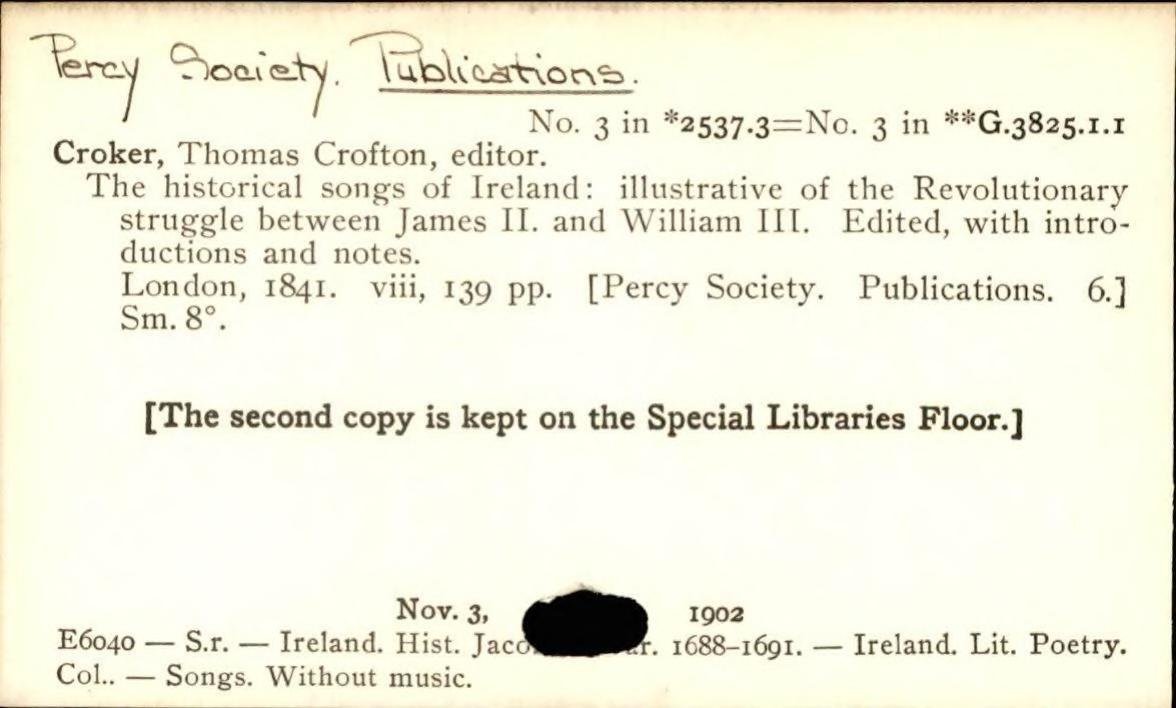 Percy Society. Publications.
No. 3 in *2537.3=No. 3 in **G.3825.1.1
Croker, Thomas Crofton, editor.
The historical songs of Ireland: illustrative of the Revolutionary
struggle between James II. and William III. Edited, with intro-
ductions and notes.
London, 1841. viii, 139 pp. [Percy Society. Publications. 6.]
Sm. 8°.
[The second copy is kept on the Special Libraries Floor.]
Nov. 3, 1902
E6040 — S.r. — Ireland. Hist. 1688-1691. — Ireland. Lit. Poetry.
Col.. — Songs. Without music.